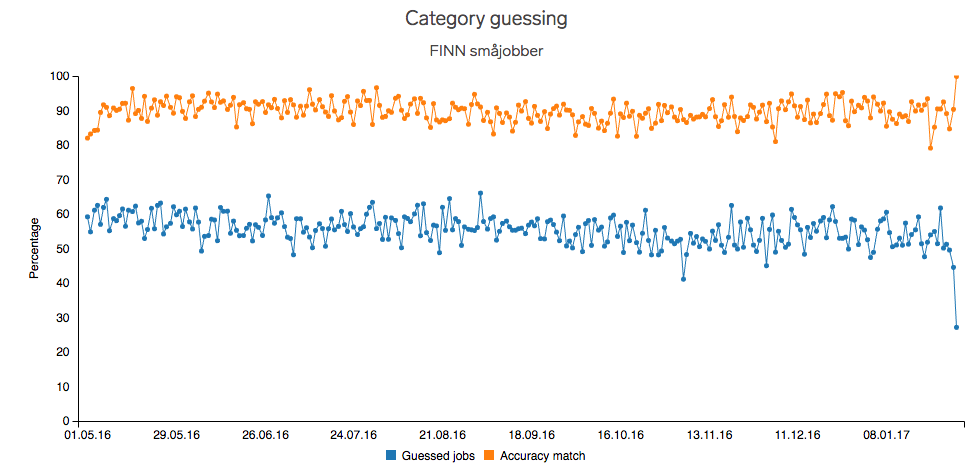 Category guessing
FINN småjobber
100
90
80
70
60
50
40
30
20
10
0
Percentage
01.05.16 29.05.16 26.06.16 24.07.16 21.08.16 18.09.16 16.10.16 13.11.16 11.12.16 08.01.17
Guessed jobs Accuracy match